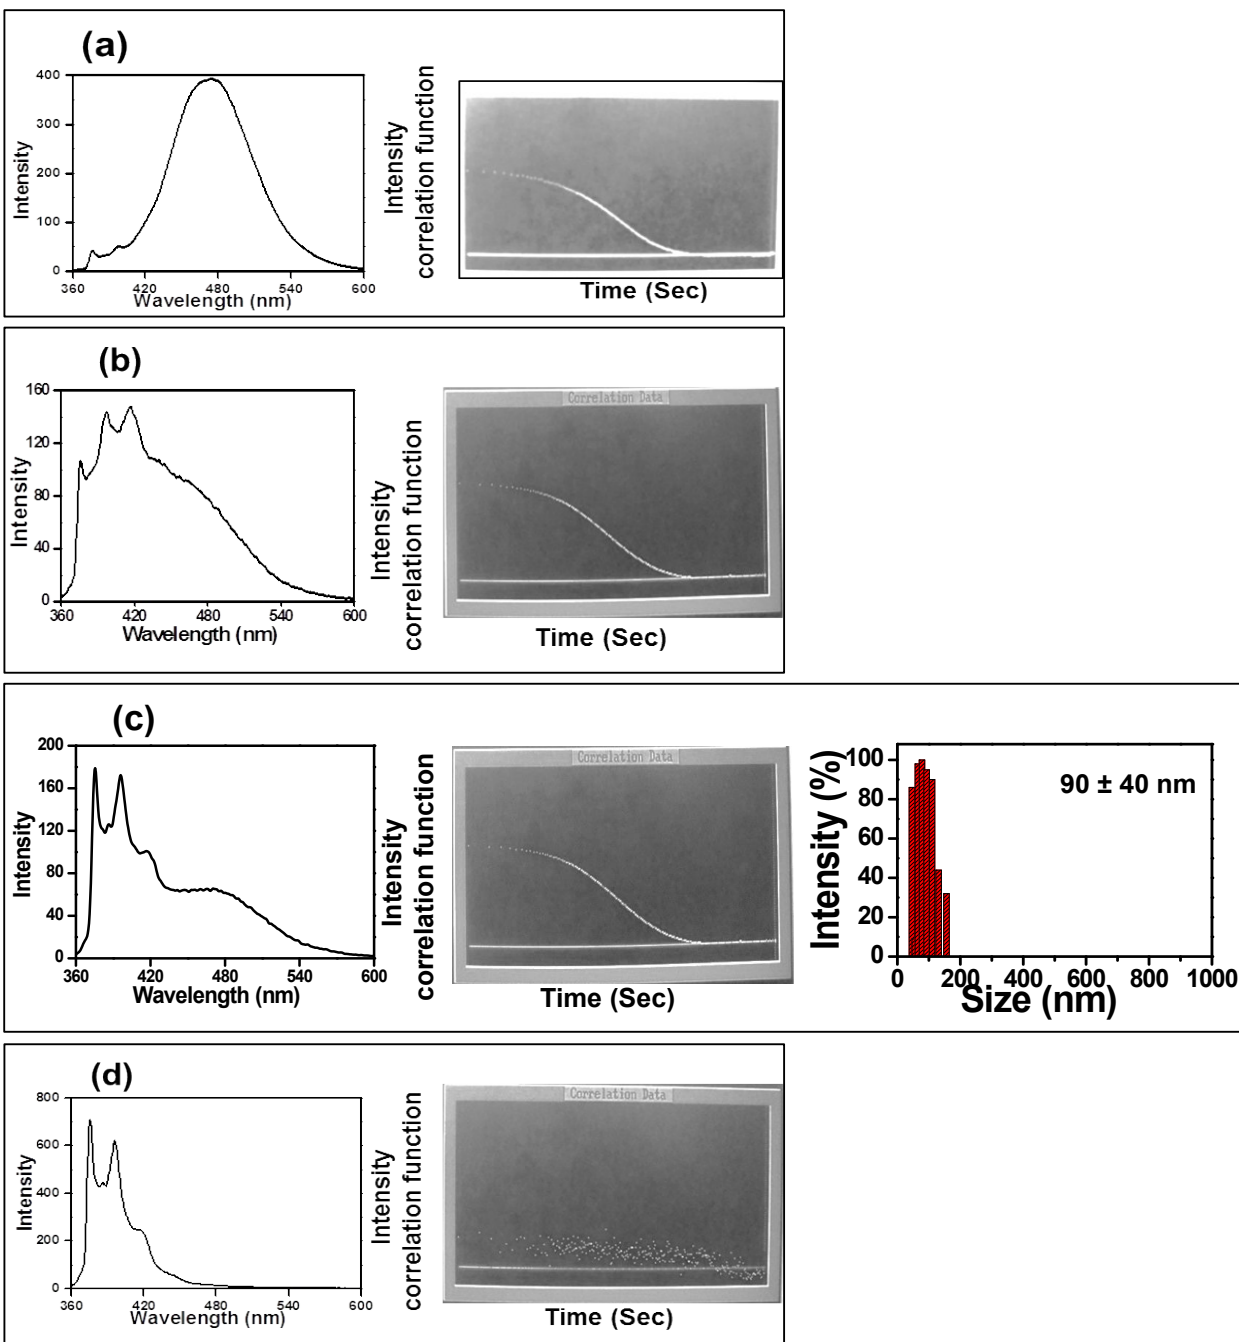 (a)
400
300
200
100
0
360 420 480 540 600
Intensity
Wavelength (nm)
Intensity
correlation function
Time (Sec)
(b)
160
120
80
40
0
360 420 480 540 600
Intensity
Wavelength (nm)
Intensity
correlation function
Correlation Data
Time (Sec)
(c)
200
160
120
80
40
0
360 420 480 540 600
Intensity
Wavelength (nm)
Intensity
correlation function
Correlation Data
Time (Sec)
100
80
60
40
20
0
0 200 400 600 800 1000
Intensity (%)
90 ± 40 nm
Size (nm)
(d)
800
600
400
200
0
360 420 480 540 600
Intensity
Wavelength (nm)
Intensity
correlation function
Correlation Data
Time (Sec)